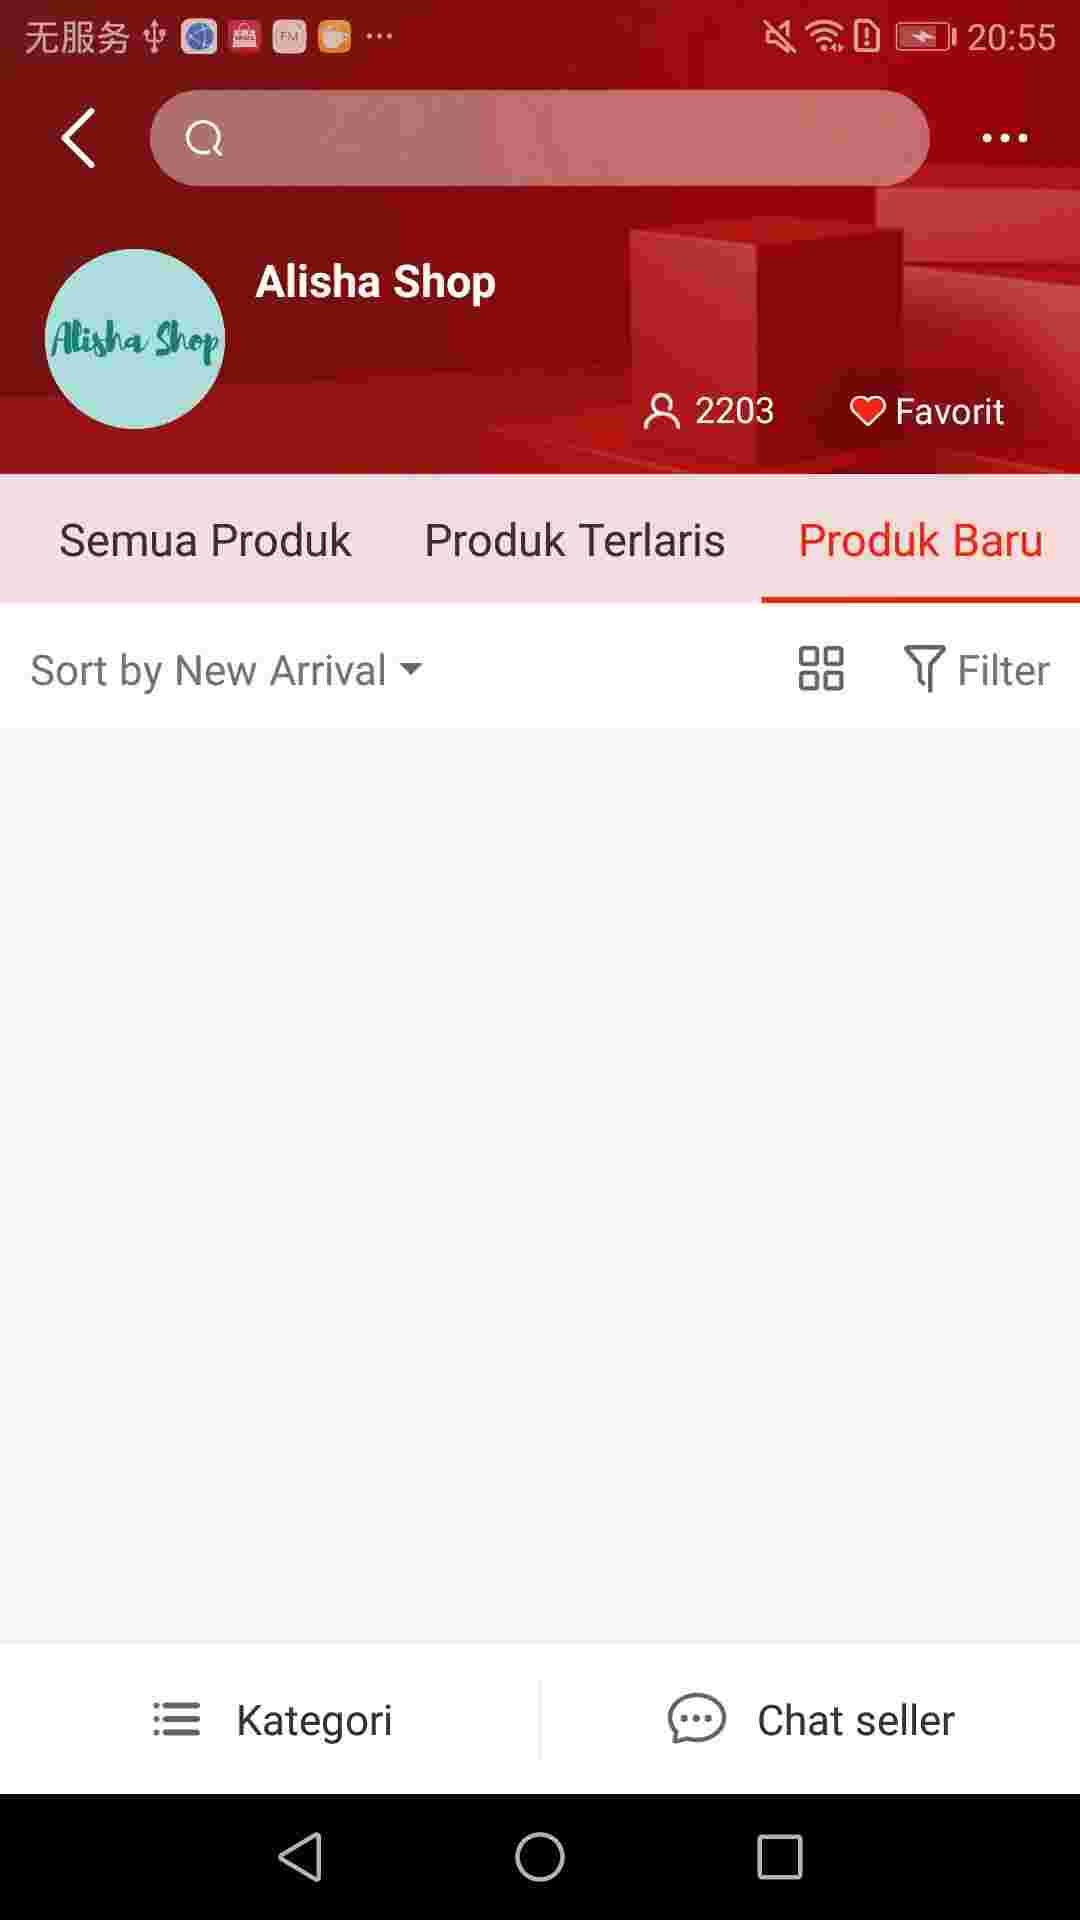 无服务 20:55
Alisha Shop
Alisha Shop
2203 Favorit
Semua Produk Produk Terlaris Produk Baru
Sort by New Arrival Filter
Kategori Chat seller